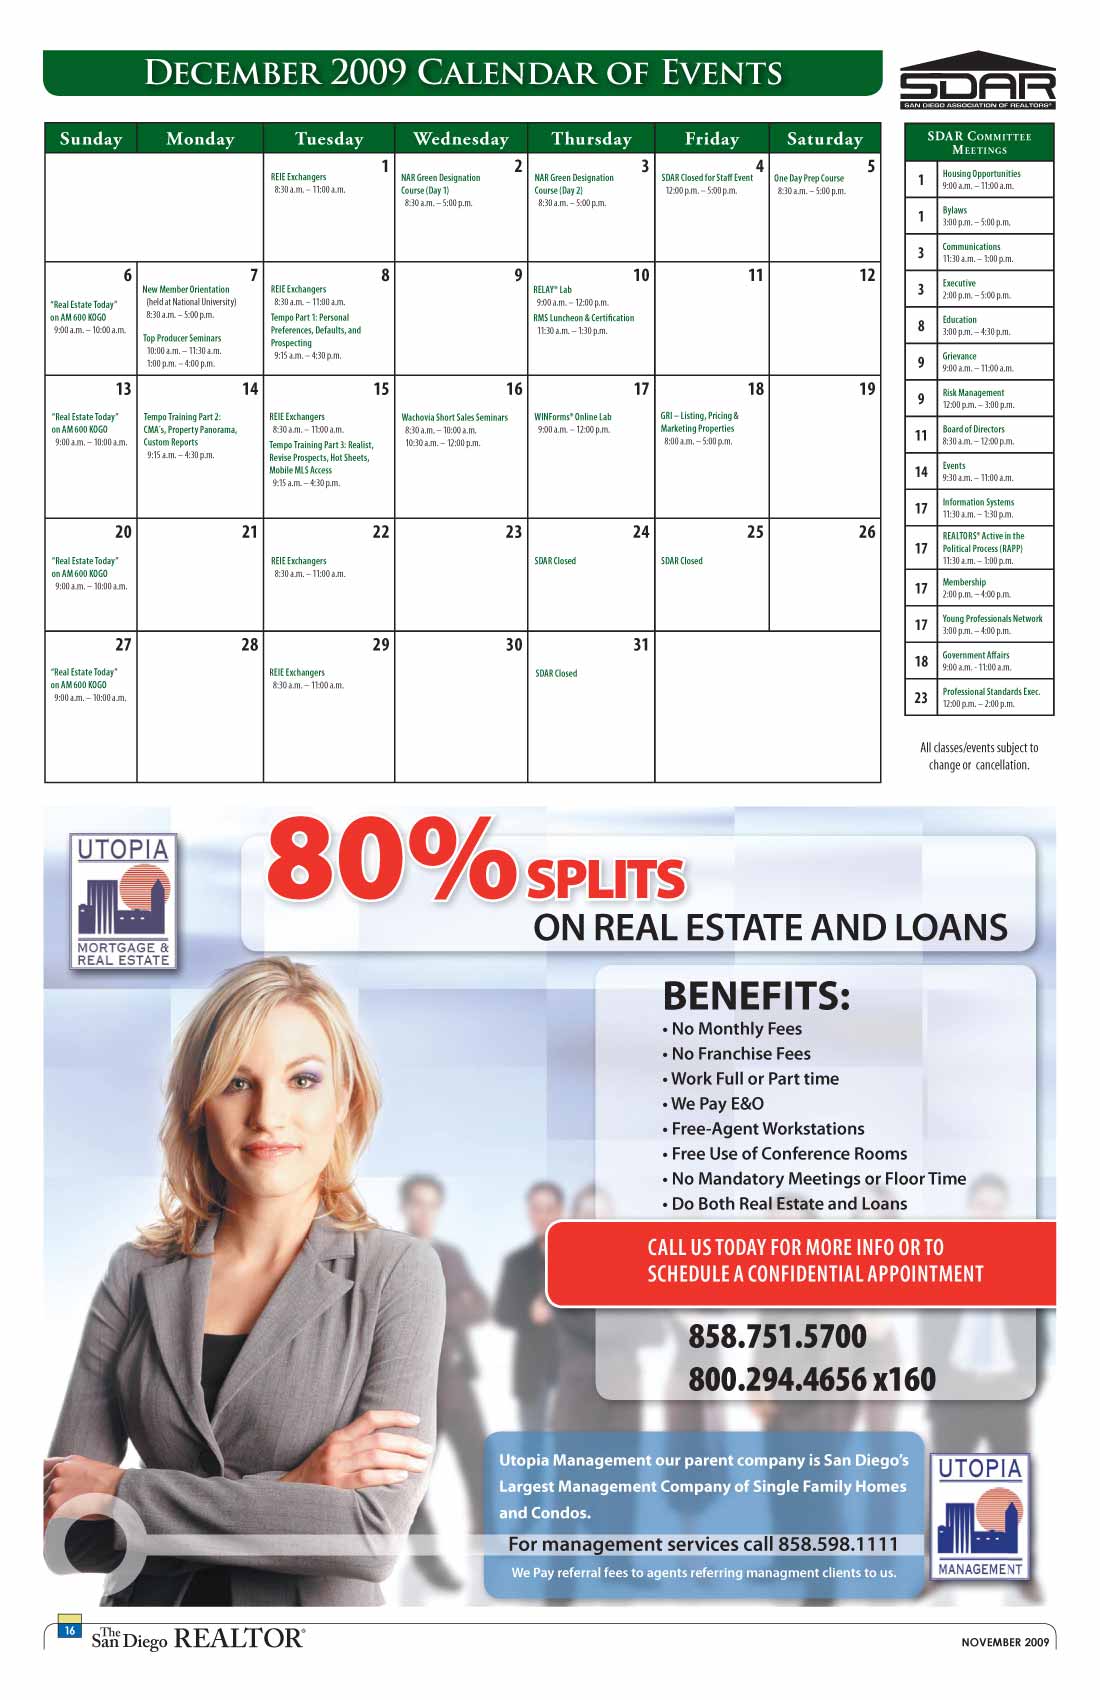 DECEMBER 2009 CALENDAR OF EVENTS
SDAR
SAN DIEGO ASSOCIATION OF REALTORS®
Sunday Monday Tuesday Wednesday Thursday Friday Saturday
1
REIE Exchangers
8:30 a.m. – 11:00 a.m.
2
NAR Green Designation
Course (Day 1)
8:30 a.m. – 5:00 p.m.
3
NAR Green Designation
Course (Day 2)
8:30 a.m. – 5:00 p.m.
4
SDAR Closed for Staff Event
12:00 p.m. – 5:00 p.m.
5
One Day Prep Course
8:30 a.m. – 5:00 p.m.
6
"Real Estate Today"
on AM 600 KOGO
9:00 a.m. – 10:00 a.m.
7
New Member Orientation
(held at National University)
8:30 a.m. – 5:00 p.m.
Top Producer Seminars
10:00 a.m. – 11:30 a.m.
1:00 p.m. – 4:00 p.m.
8
REIE Exchangers
8:30 a.m. – 11:00 a.m.
Tempo Part 1: Personal
Preferences, Defaults, and
Prospecting
9:15 a.m. – 4:30 p.m.
9
10
RELAY® Lab
9:00 a.m. – 12:00 p.m.
RMS Luncheon & Certification
11:30 a.m. – 1:30 p.m.
11
12
13
"Real Estate Today"
on AM 600 KOGO
9:00 a.m. – 10:00 a.m.
14
Tempo Training Part 2:
CMA's, Property Panorama,
Custom Reports
9:15 a.m. – 4:30 p.m.
15
REIE Exchangers
8:30 a.m. – 11:00 a.m.
Tempo Training Part 3: Realist,
Revise Prospects, Hot Sheets,
Mobile MLS Access
9:15 a.m. – 4:30 p.m.
16
Wachovia Short Sales Seminars
8:30 a.m. – 10:00 a.m.
10:30 a.m. – 12:00 p.m.
17
WINForms® Online Lab
9:00 a.m. – 12:00 p.m.
18
GRI – Listing, Pricing &
Marketing Properties
8:00 a.m. – 5:00 p.m.
19
20
"Real Estate Today"
on AM 600 KOGO
9:00 a.m. – 10:00 a.m.
21
22
REIE Exchangers
8:30 a.m. – 11:00 a.m.
23
24
SDAR Closed
25
SDAR Closed
26
27
"Real Estate Today"
on AM 600 KOGO
9:00 a.m. – 10:00 a.m.
28
29
REIE Exchangers
8:30 a.m. – 11:00 a.m.
30
31
SDAR Closed
SDAR COMMITTEE
MEETINGS
1 Housing Opportunities
9:00 a.m. – 11:00 a.m.
1 Bylaws
3:00 p.m. – 5:00 p.m.
3 Communications
11:30 a.m. – 1:00 p.m.
3 Executive
2:00 p.m. – 5:00 p.m.
8 Education
3:00 p.m. – 4:30 p.m.
9 Grievance
9:00 a.m. – 11:00 a.m.
9 Risk Management
12:00 p.m. – 3:00 p.m.
11 Board of Directors
8:30 a.m. – 12:00 p.m.
14 Events
9:30 a.m. – 11:00 a.m.
17 Information Systems
11:30 a.m. – 1:30 p.m.
17 REALTORS® Active in the
Political Process (RAPP)
11:30 a.m. – 1:00 p.m.
17 Membership
2:00 p.m. – 4:00 p.m.
17 Young Professionals Network
3:00 p.m. – 4:00 p.m.
18 Government Affairs
9:00 a.m. - 11:00 a.m.
23 Professional Standards Exec.
12:00 p.m. – 2:00 p.m.
All classes/events subject to
change or cancellation.
UTOPIA
MORTGAGE &
REAL ESTATE
80% SPLITS
ON REAL ESTATE AND LOANS
BENEFITS:
• No Monthly Fees
• No Franchise Fees
• Work Full or Part time
• We Pay E&O
• Free-Agent Workstations
• Free Use of Conference Rooms
• No Mandatory Meetings or Floor Time
• Do Both Real Estate and Loans
CALL US TODAY FOR MORE INFO OR TO
SCHEDULE A CONFIDENTIAL APPOINTMENT
858.751.5700
800.294.4656 x160
Utopia Management our parent company is San Diego's
Largest Management Company of Single Family Homes
and Condos.
For management services call 858.598.1111
We Pay referral fees to agents referring managment clients to us.
UTOPIA
MANAGEMENT
16
The San Diego REALTOR®
NOVEMBER 2009